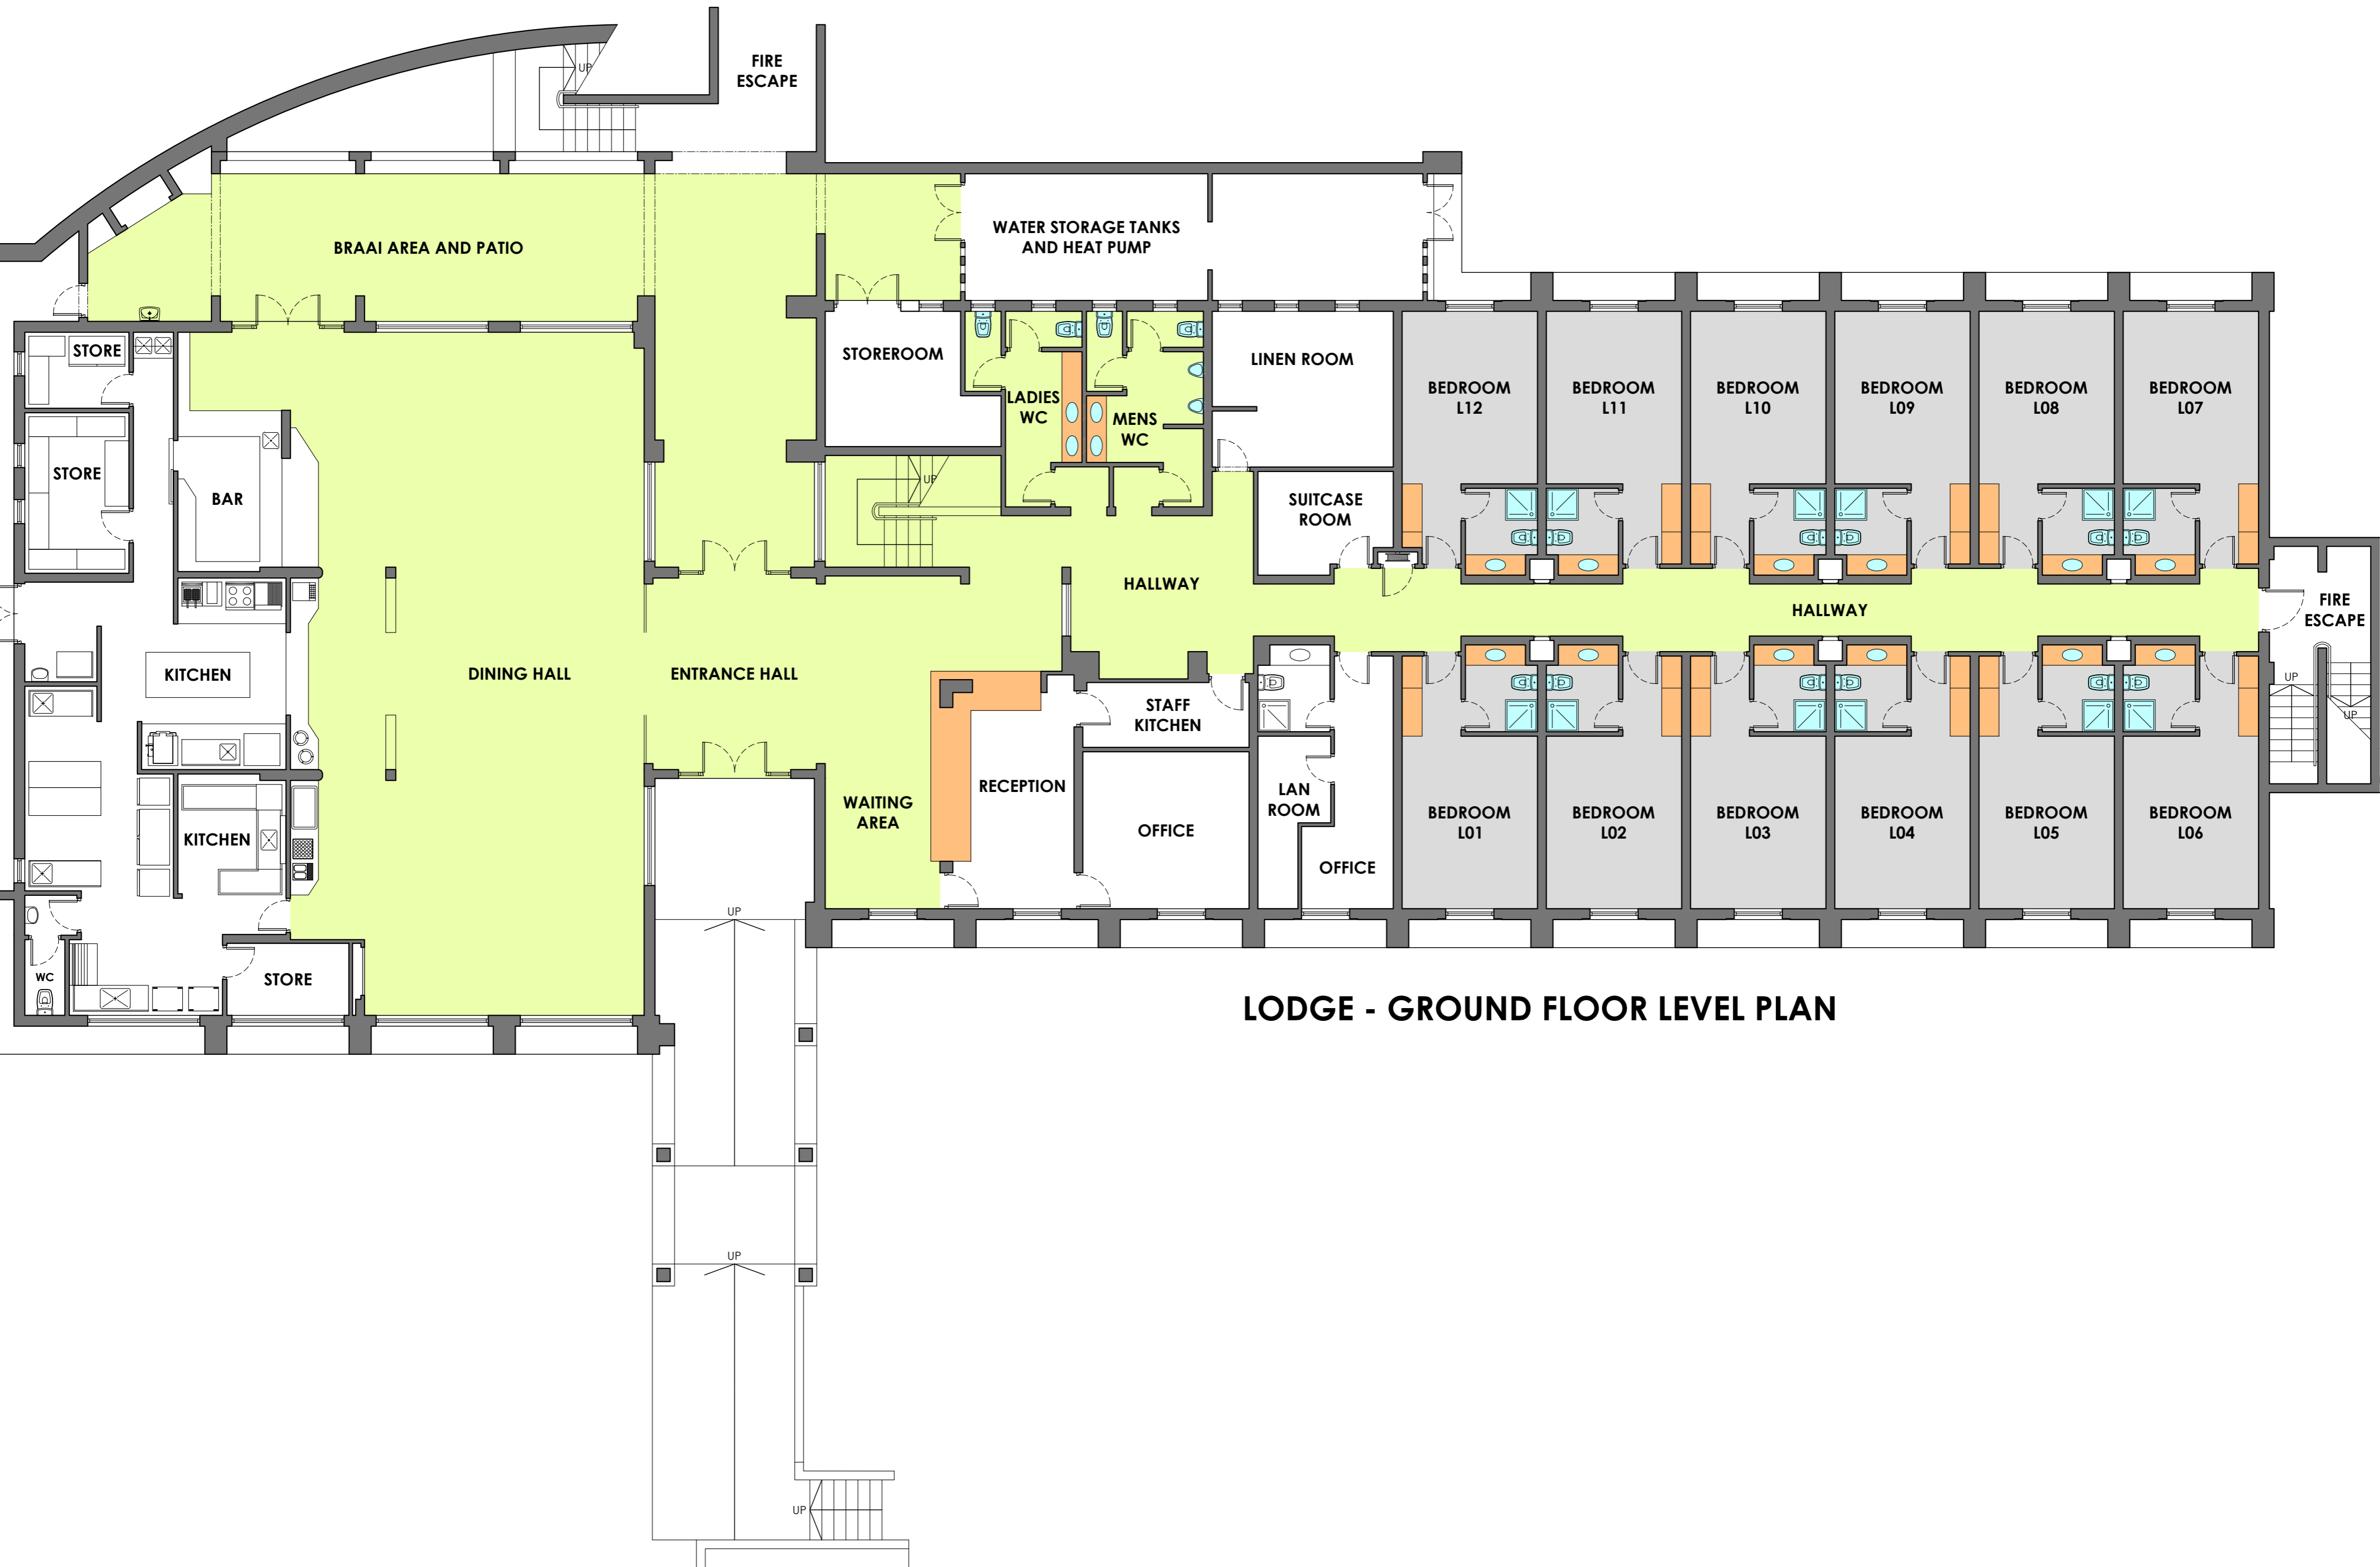 FIRE
ESCAPE
UP
BRAAI AREA AND PATIO
WATER STORAGE TANKS
AND HEAT PUMP
STORE
STOREROOM
LINEN ROOM
LADIES
WC
MENS
WC
BEDROOM
L12
BEDROOM
L11
BEDROOM
L10
BEDROOM
L09
BEDROOM
L08
BEDROOM
L07
STORE
BAR
UP
SUITCASE
ROOM
HALLWAY
HALLWAY
FIRE
ESCAPE
KITCHEN
DINING HALL
ENTRANCE HALL
STAFF
KITCHEN
UP
UP
RECEPTION
WAITING
AREA
OFFICE
LAN
ROOM
OFFICE
BEDROOM
L01
BEDROOM
L02
BEDROOM
L03
BEDROOM
L04
BEDROOM
L05
BEDROOM
L06
KITCHEN
UP
WC
STORE
LODGE - GROUND FLOOR LEVEL PLAN
UP
UP